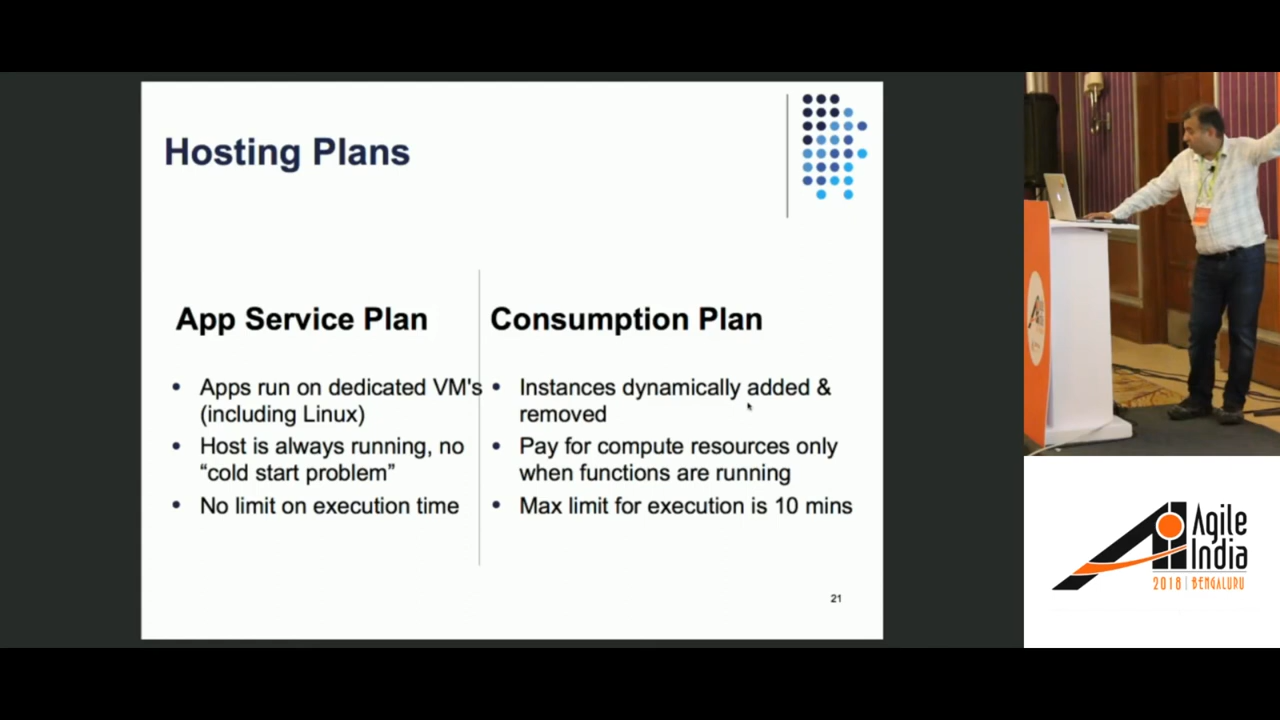 Hosting Plans
App Service Plan
• Apps run on dedicated VM's
(including Linux)
• Host is always running, no
“cold start problem”
• No limit on execution time
Consumption Plan
• Instances dynamically added &
removed
• Pay for compute resources only
when functions are running
• Max limit for execution is 10 mins
21
Agile
India
2018 | BENGALURU